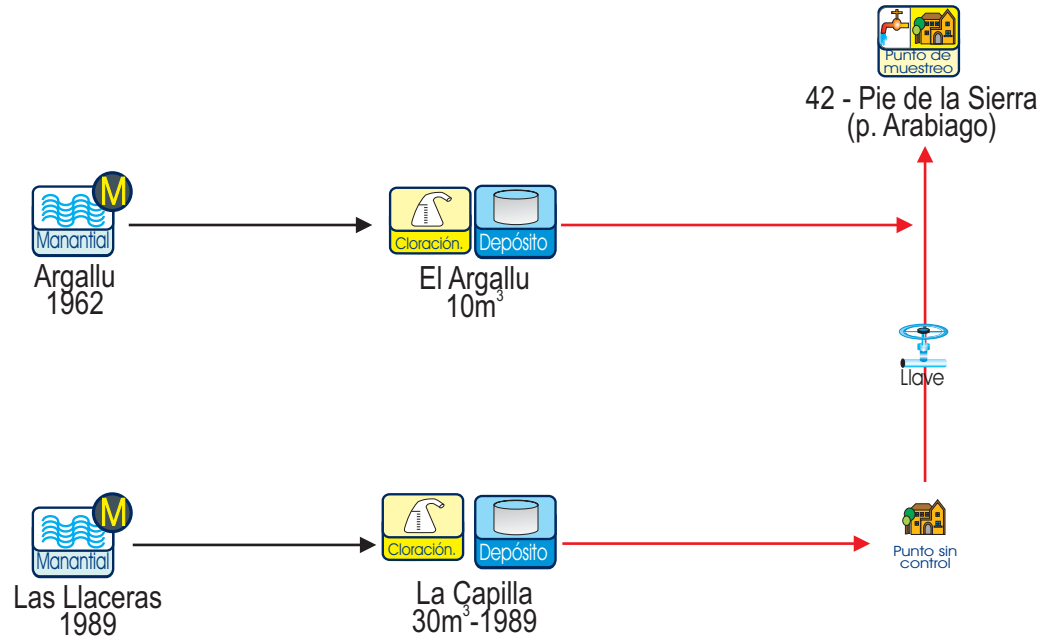 Punto de
muestreo
42 - Pie de la Sierra
(p. Arabiago)
M
Manantial
Argallu
1962
Cloración.
Depósito
El Argallu
10m³
Llave
M
Manantial
Las Llaceras
1989
Cloración.
Depósito
La Capilla
30m³-1989
Punto sin
control